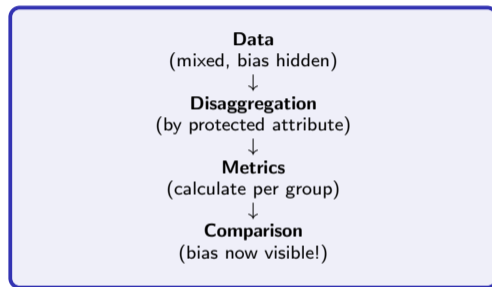 Data
(mixed, bias hidden)
↓
Disaggregation
(by protected attribute)
↓
Metrics
(calculate per group)
↓
Comparison
(bias now visible!)